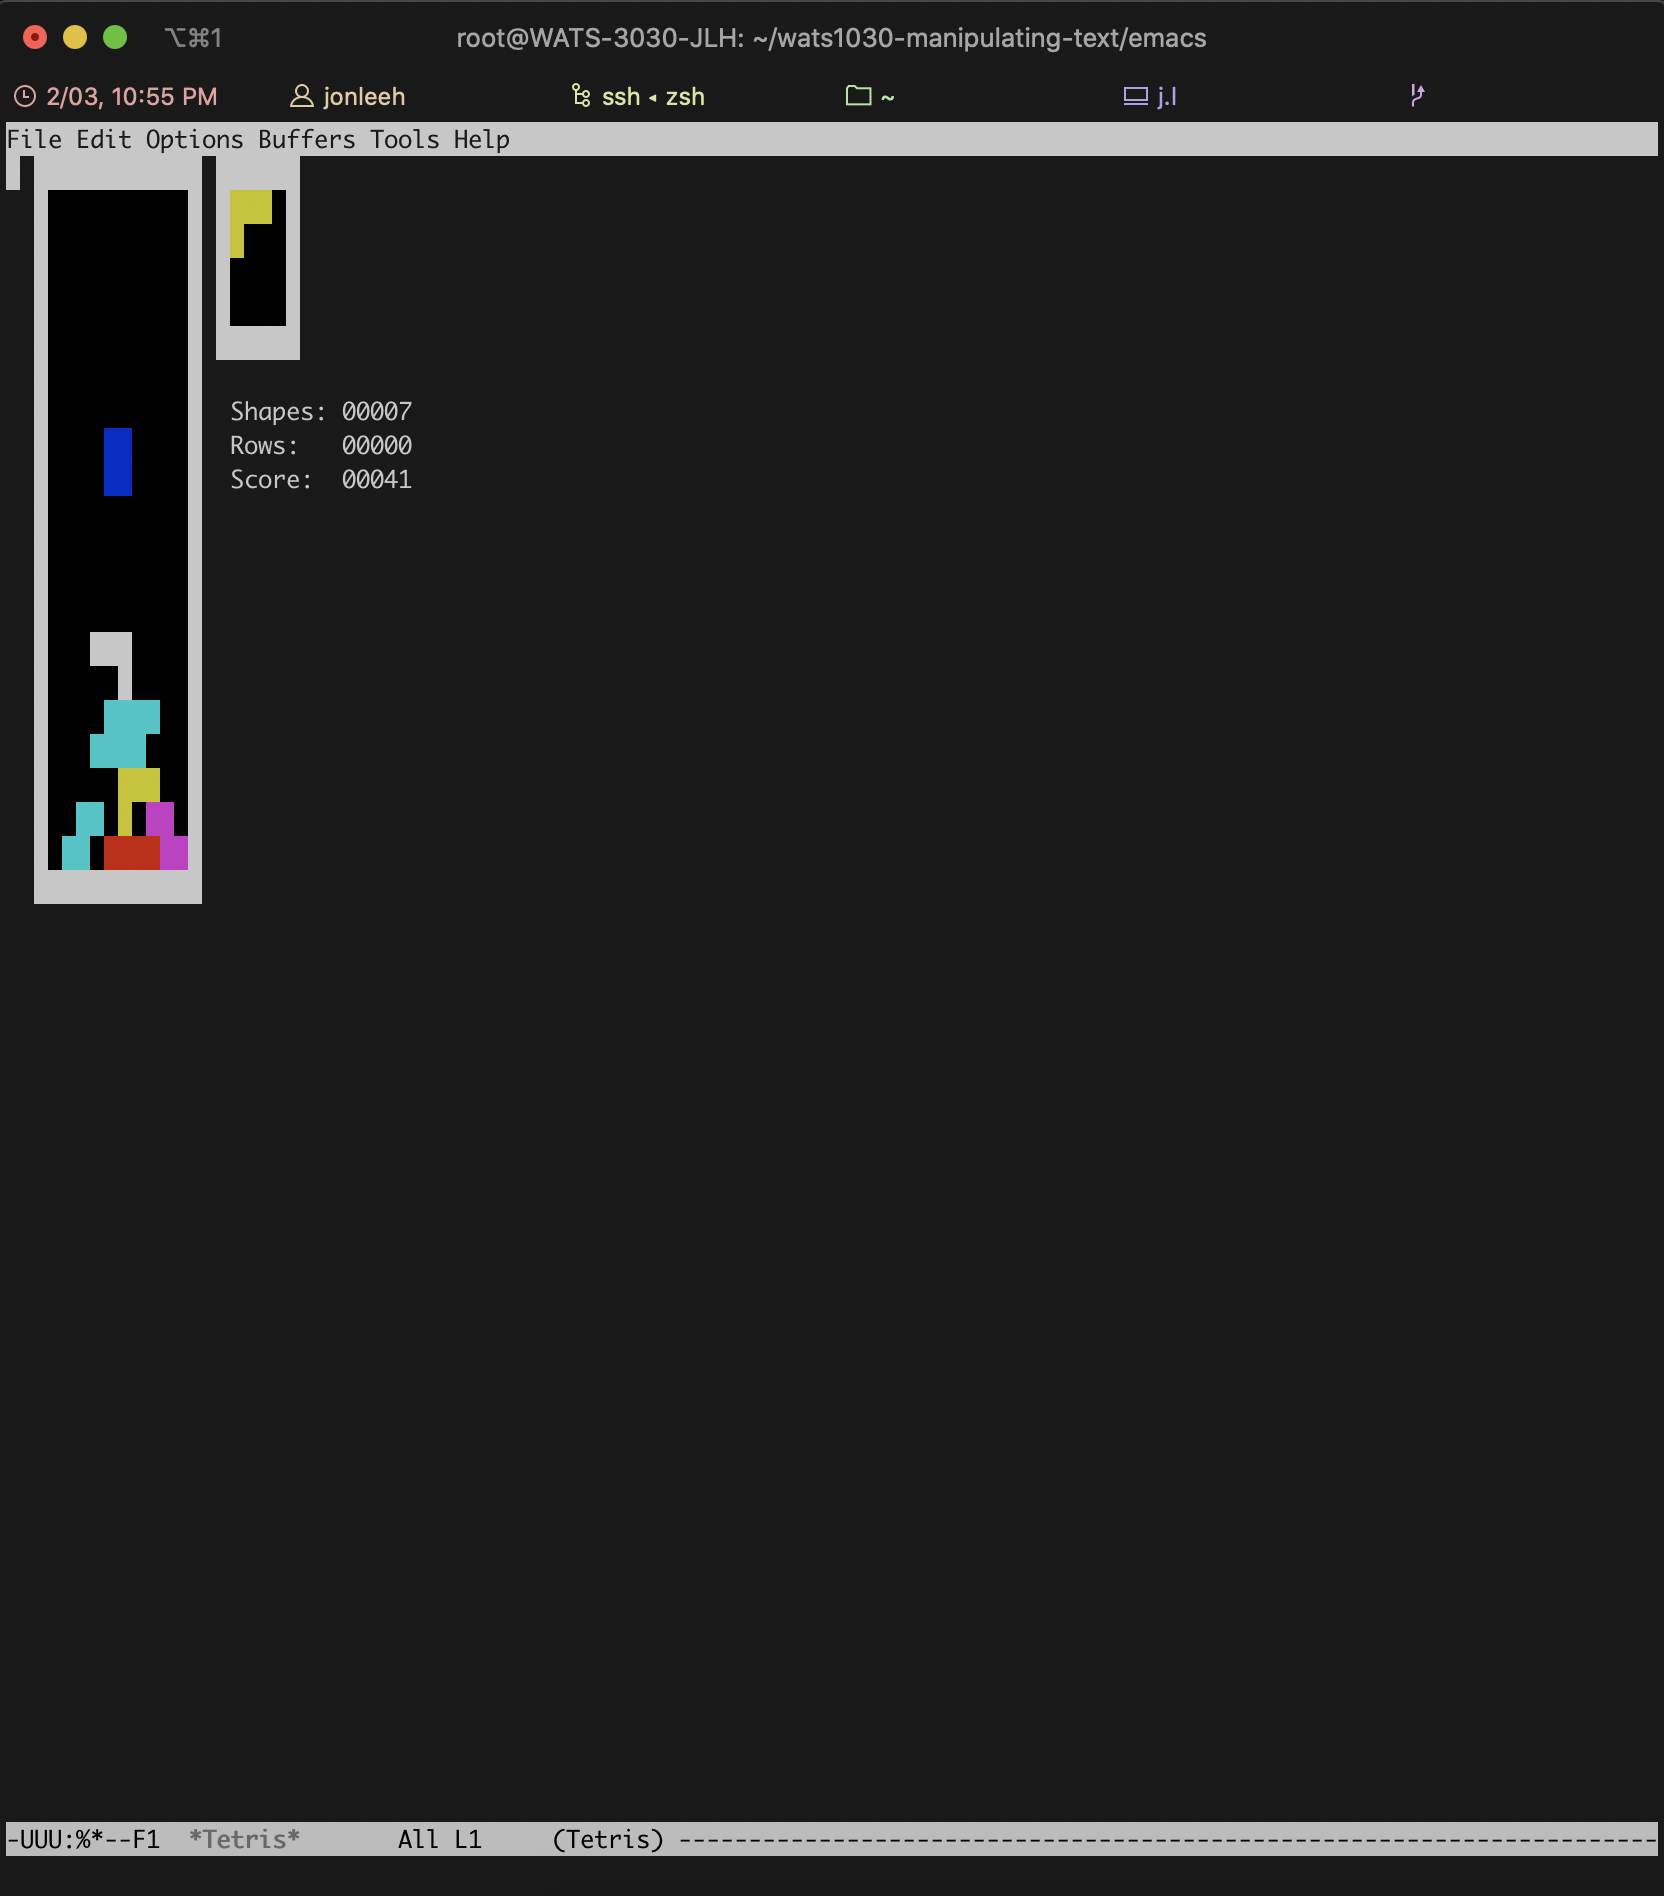 ⌥⌘1 root@WATS-3030-JLH: ~/wats1030-manipulating-text/emacs
2/03, 10:55 PM jonleeh ssh ◂ zsh ~ j.l
File Edit Options Buffers Tools Help
Shapes: 00007
Rows: 00000
Score: 00041
-UUU:%*--F1 *Tetris* All L1 (Tetris) ----------------------------------------------------------------------